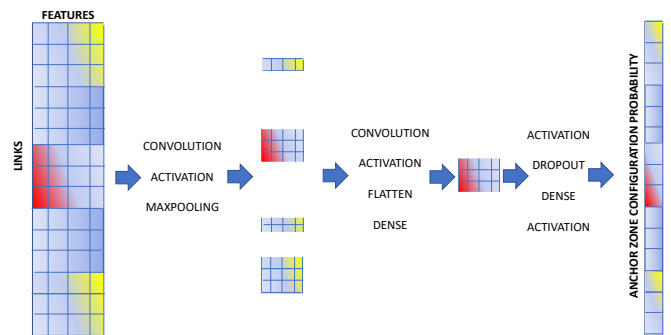 FEATURES
LINKS
CONVOLUTION
ACTIVATION
MAXPOOLING
CONVOLUTION
ACTIVATION
FLATTEN
DENSE
ACTIVATION
DROPOUT
DENSE
ACTIVATION
ANCHOR ZONE CONFIGURATION PROBABILITY